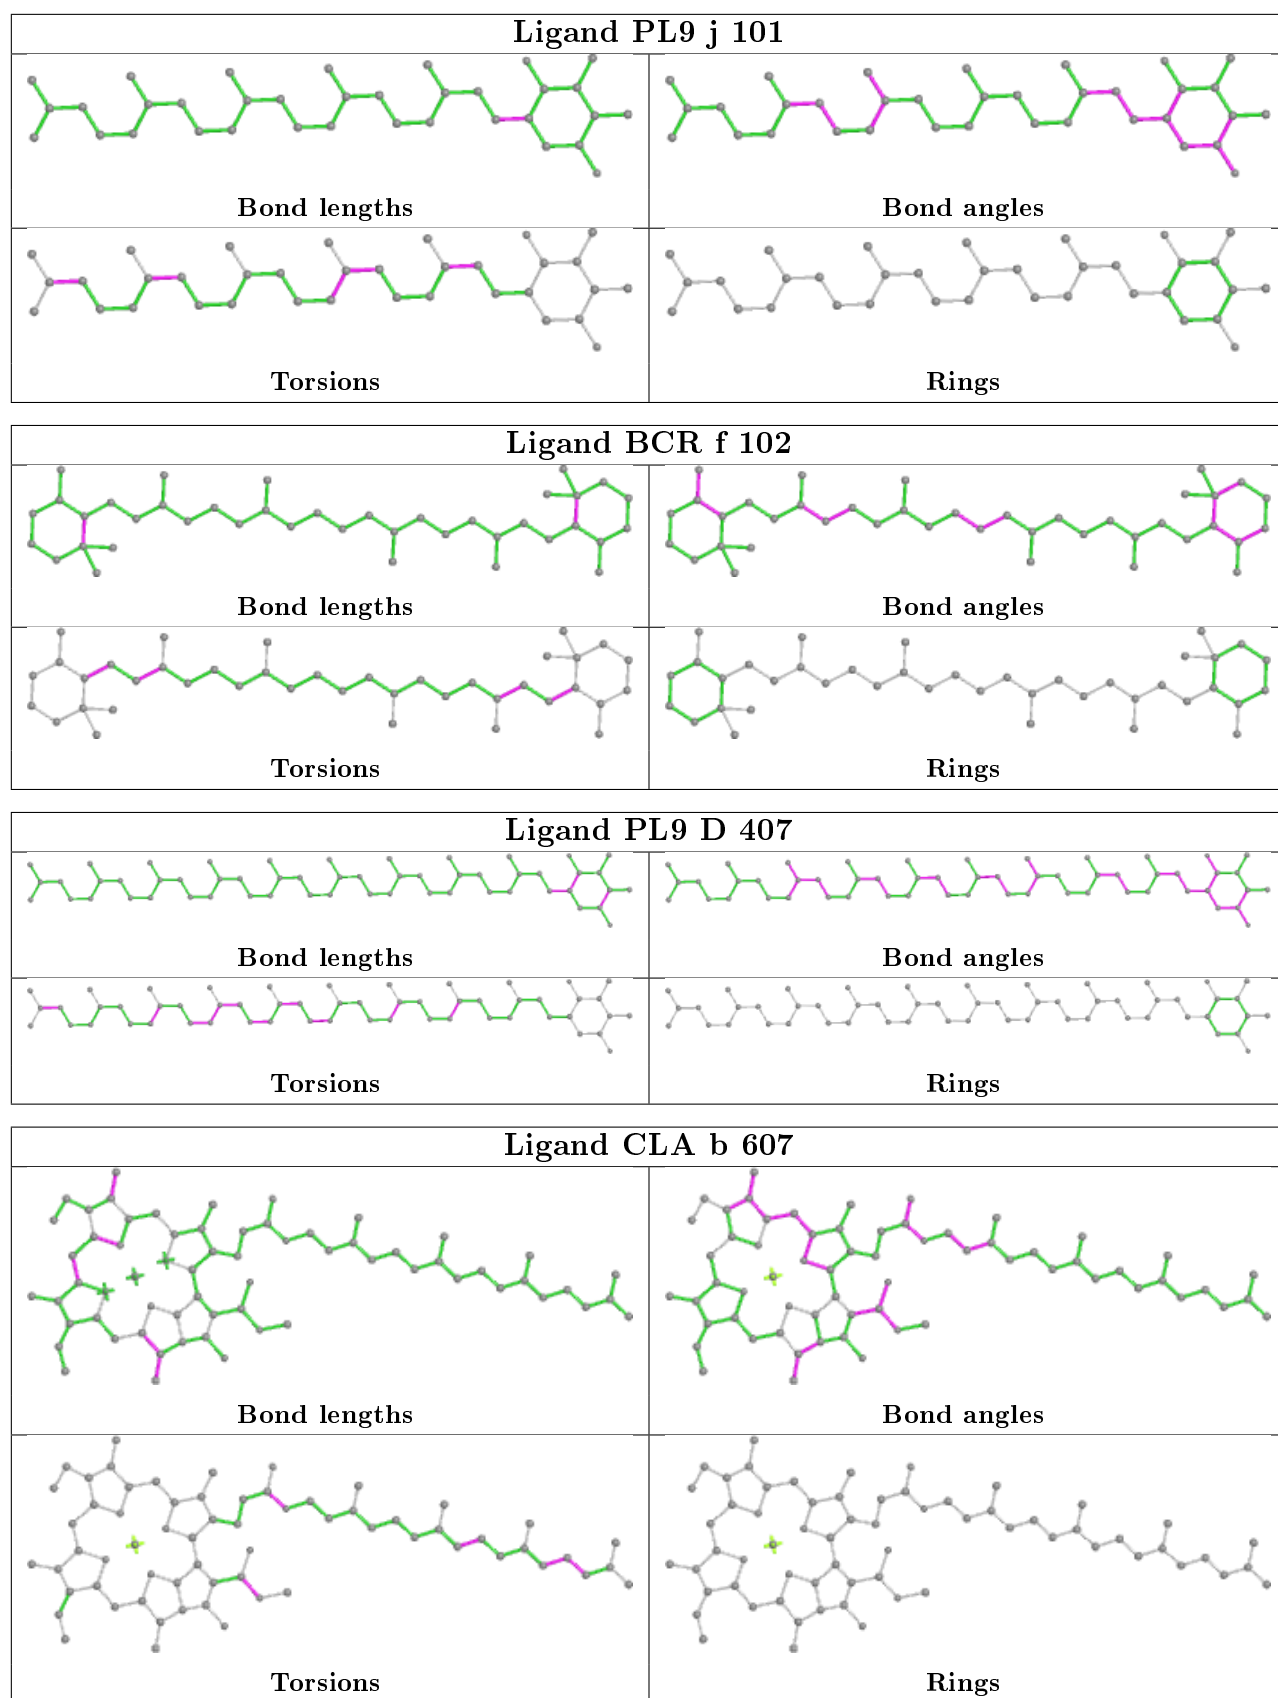 Ligand PL9 j 101
Bond lengths
Bond angles
Torsions
Rings
Ligand BCR f 102
Bond lengths
Bond angles
Torsions
Rings
Ligand PL9 D 407
Bond lengths
Bond angles
Torsions
Rings
Ligand CLA b 607
Bond lengths
Bond angles
Torsions
Rings